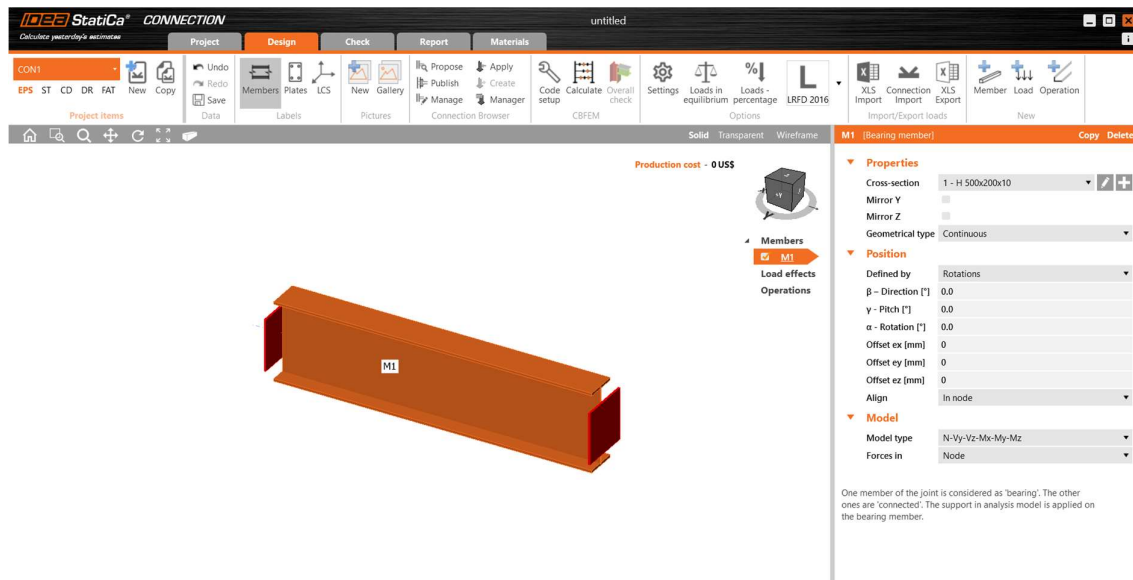 IDEA StatiCa® CONNECTION
untitled
Calculate yesterday's estimates
Project Design Check Report Materials
CON1
EPS ST CD DR FAT
New Copy
Project items
Undo
Redo
Save
Data
Members Plates LCS
Labels
New Gallery
Pictures
Propose Apply
Publish Create
Manage Manager
Connection Browser
Code setup Calculate Overall check
CBFEM
Settings Loads in equilibrium Loads - percentage LRFD 2016
Options
XLS Import Connection Import XLS Export
Import/Export loads
Member Load Operation
New
Solid Transparent Wireframe
M1 [Bearing member] Copy Delete
Production cost - 0 US$
Members
M1
Load effects
Operations
M1
Properties
Cross-section 1 - H 500x200x10
Mirror Y
Mirror Z
Geometrical type Continuous
Position
Defined by Rotations
β – Direction [°] 0.0
γ - Pitch [°] 0.0
α - Rotation [°] 0.0
Offset ex [mm] 0
Offset ey [mm] 0
Offset ez [mm] 0
Align In node
Model
Model type N-Vy-Vz-Mx-My-Mz
Forces in Node
One member of the joint is considered as 'bearing'. The other
ones are 'connected'. The support in analysis model is applied on
the bearing member.